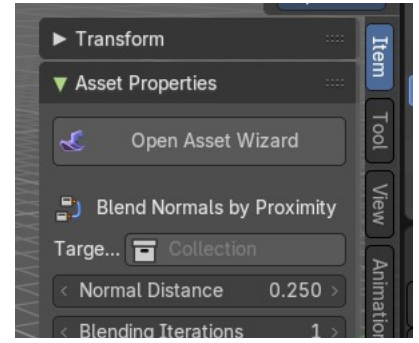 Transform
Asset Properties
Open Asset Wizard
Blend Normals by Proximity
Targe... Collection
Normal Distance 0.250
Blending Iterations 1
Item
Tool
View
Animation